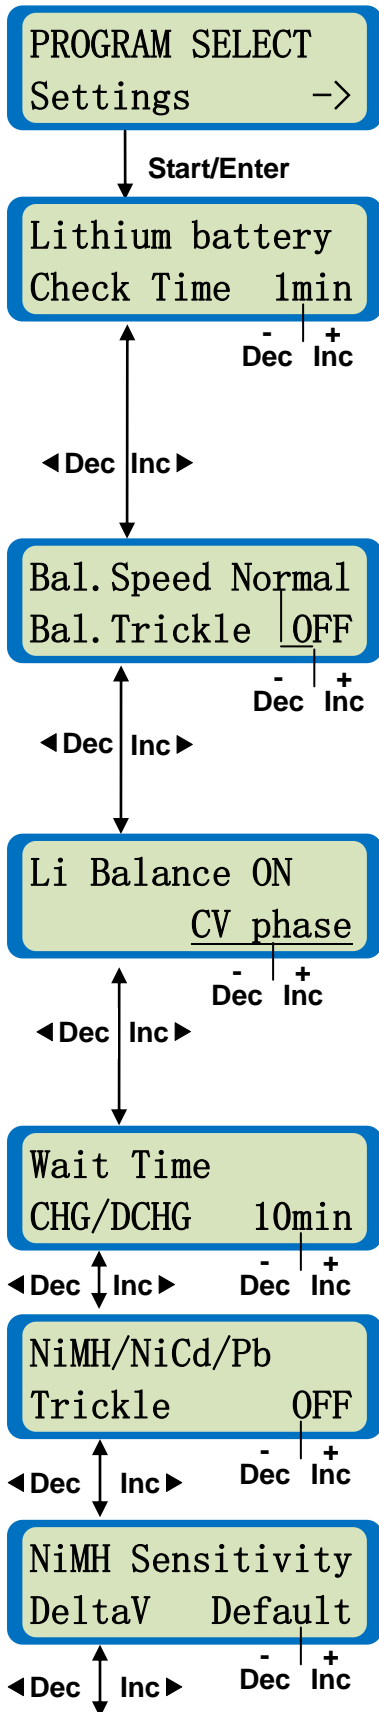 PROGRAM SELECT
Settings ->
Start/Enter
Lithium battery
Check Time 1min
- +
Dec Inc
◀Dec Inc▶
Bal.Speed Normal
Bal.Trickle OFF
- +
Dec Inc
◀Dec Inc▶
Li Balance ON
CV phase
- +
Dec Inc
◀Dec Inc▶
Wait Time
CHG/DCHG 10min
- +
◀Dec Inc▶ Dec Inc
NiMH/NiCd/Pb
Trickle OFF
- +
◀Dec Inc▶ Dec Inc
NiMH Sensitivity
DeltaV Default
- +
◀Dec Inc▶ Dec Inc